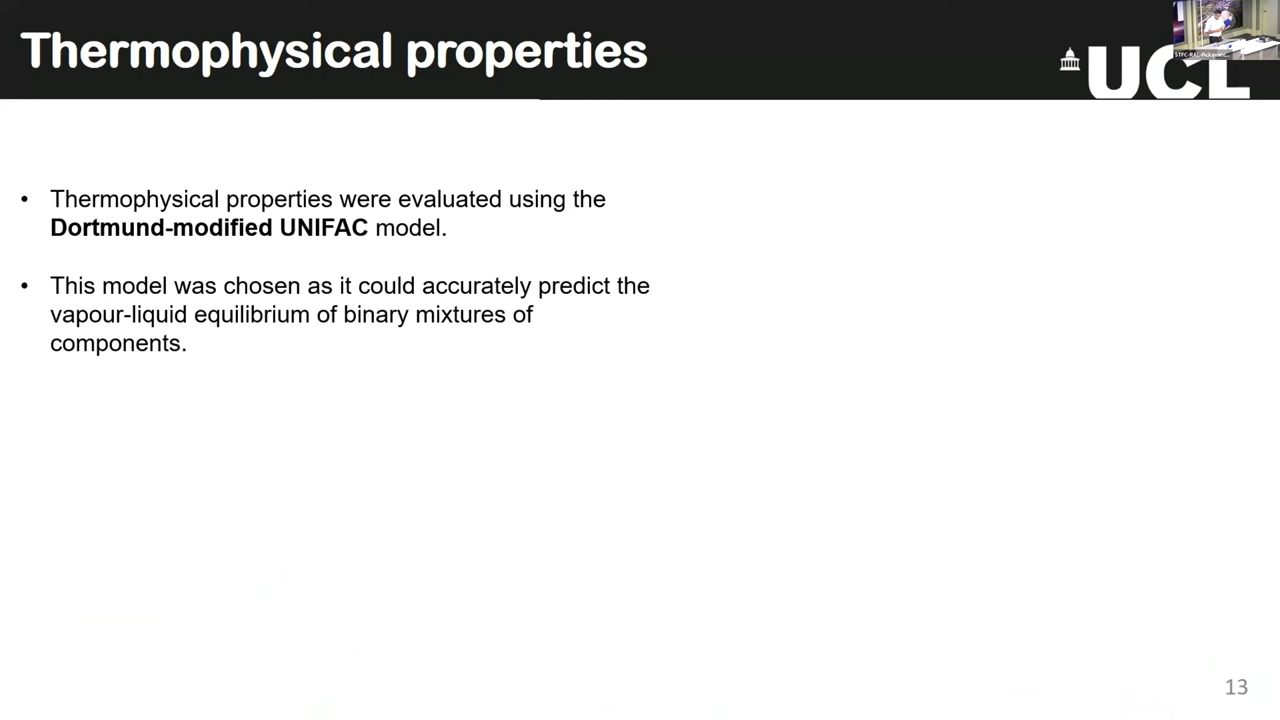 Thermophysical properties
UCL
• Thermophysical properties were evaluated using the
Dortmund-modified UNIFAC model.
• This model was chosen as it could accurately predict the
vapour-liquid equilibrium of binary mixtures of
components.
13